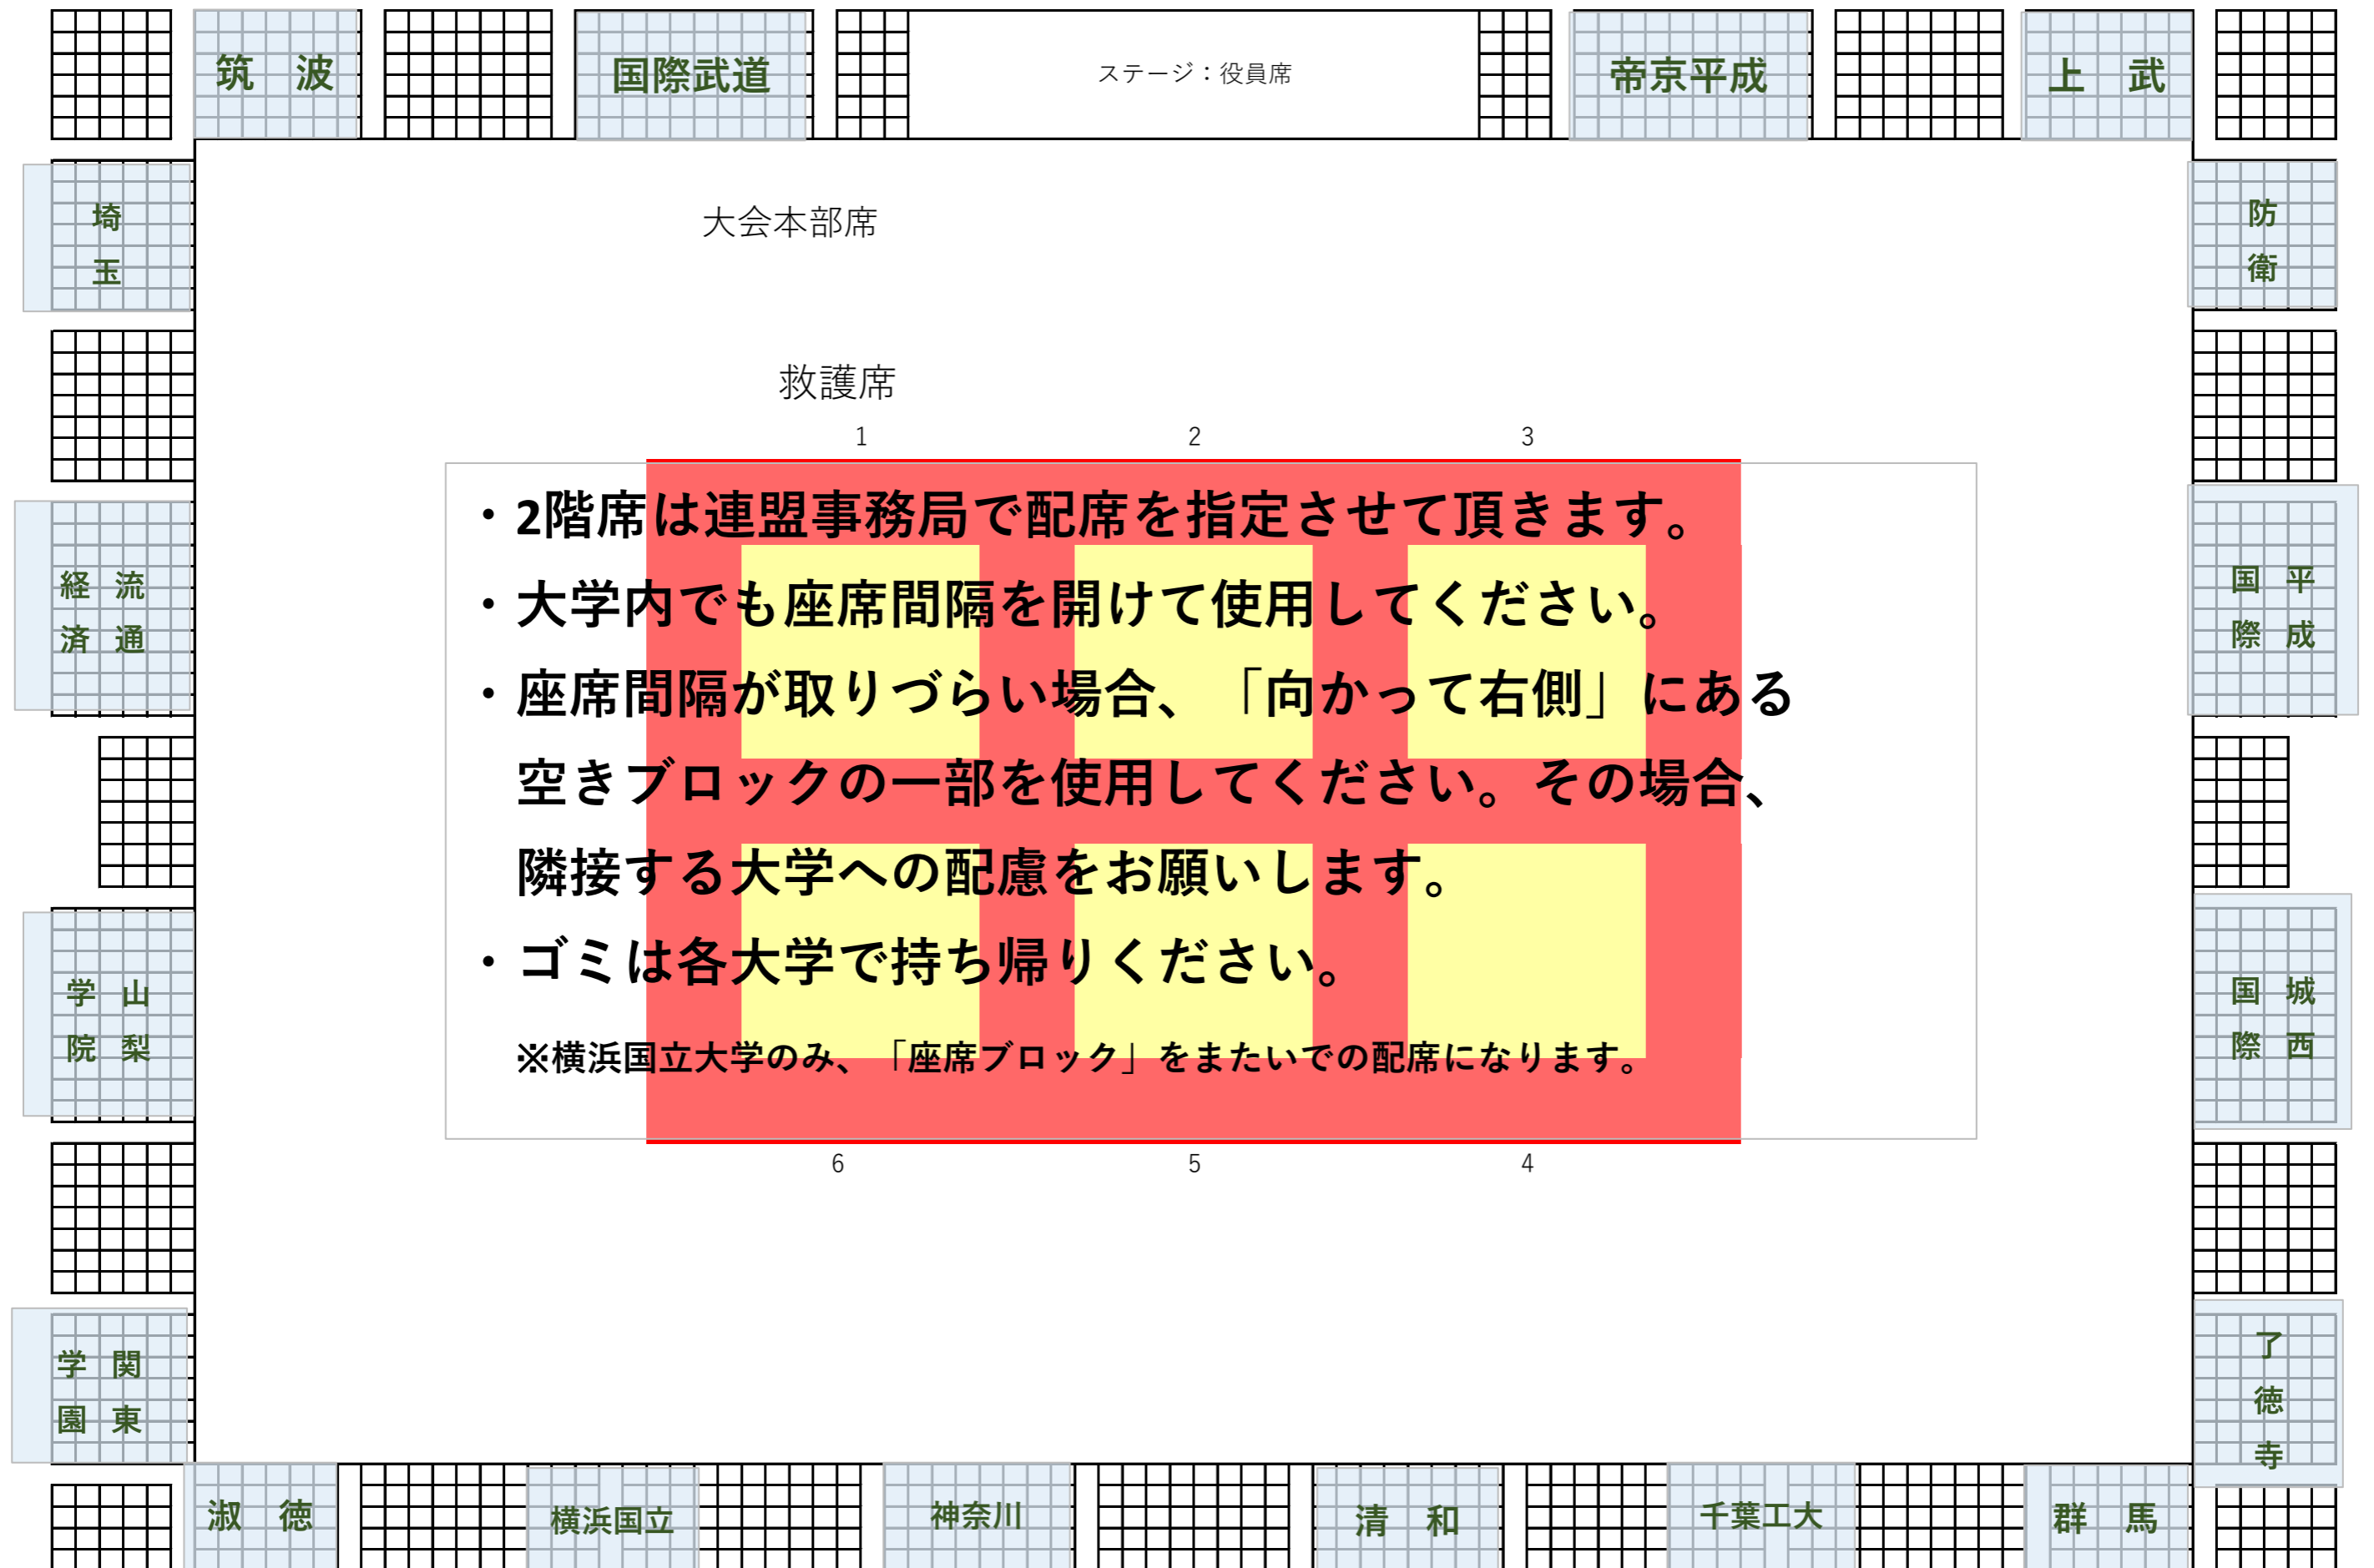 筑　波
国際武道
ステージ：役員席
帝京平成
上　武
埼
玉
大会本部席
防
衛
救護席
1
2
3
・2階席は連盟事務局で配席を指定させて頂きます。
・大学内でも座席間隔を開けて使用してください。
・座席間隔が取りづらい場合、「向かって右側」にある
空きブロックの一部を使用してください。その場合、
隣接する大学への配慮をお願いします。
・ゴミは各大学で持ち帰りください。
※横浜国立大学のみ、「座席ブロック」をまたいでの配席になります。
経　流
済　通
国　平
際　成
学　山
院　梨
国　城
際　西
6
5
4
学　関
園　東
了
徳
寺
淑　徳
横浜国立
神奈川
清　和
千葉工大
群　馬